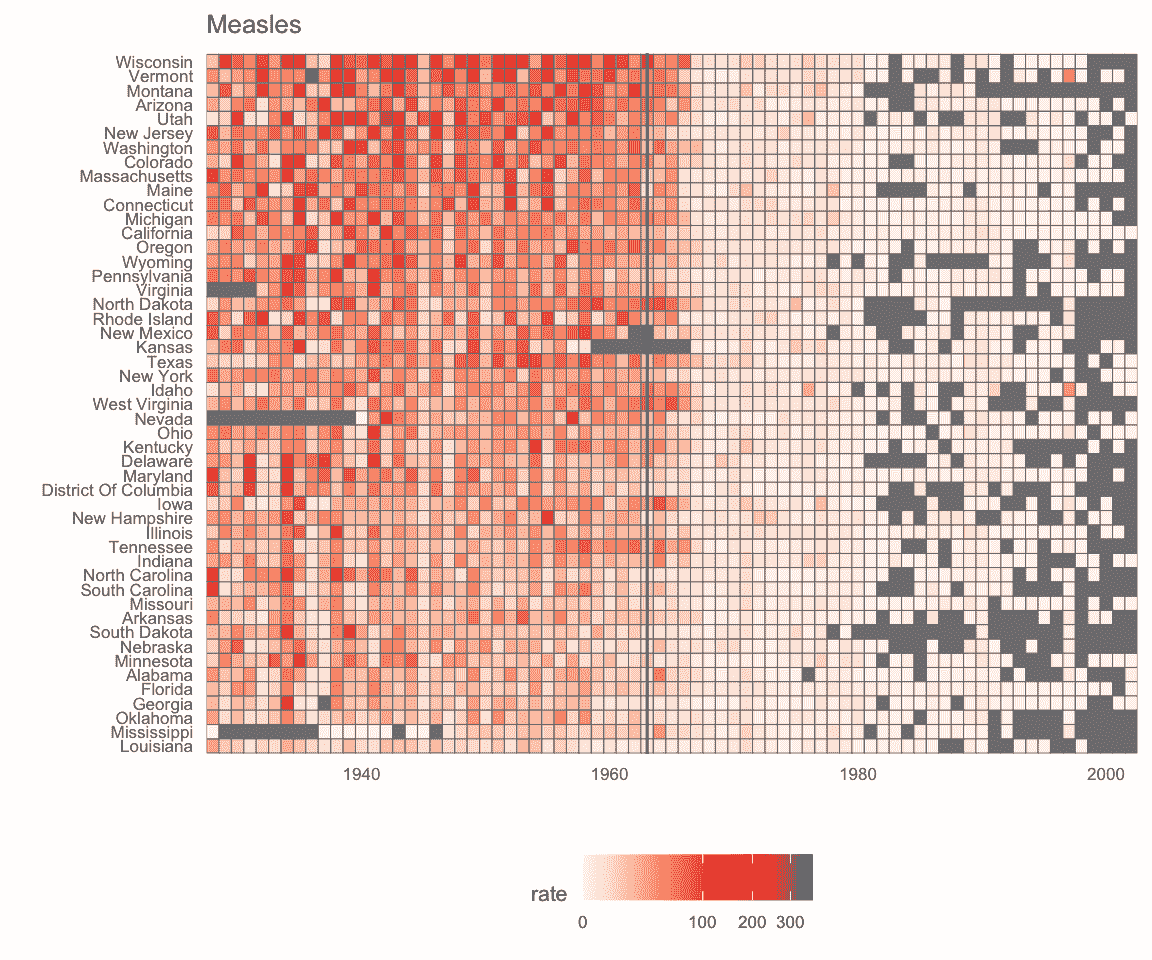 Measles
Wisconsin
Vermont
Montana
Arizona
Utah
New Jersey
Washington
Colorado
Massachusetts
Maine
Connecticut
Michigan
California
Oregon
Wyoming
Pennsylvania
Virginia
North Dakota
Rhode Island
New Mexico
Kansas
Texas
New York
Idaho
West Virginia
Nevada
Ohio
Kentucky
Delaware
Maryland
District Of Columbia
Iowa
New Hampshire
Illinois
Tennessee
Indiana
North Carolina
South Carolina
Missouri
Arkansas
South Dakota
Nebraska
Minnesota
Alabama
Florida
Georgia
Oklahoma
Mississippi
Louisiana
1940 1960 1980 2000
rate
0 100 200 300